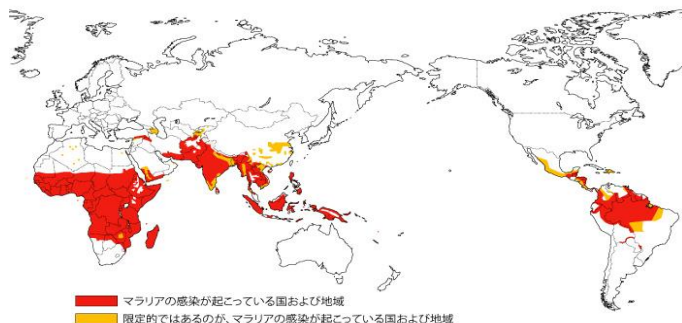 マラリアの感染が起こっている国および地域
限定的ではあるのが、マラリアの感染が起こっている国および地域